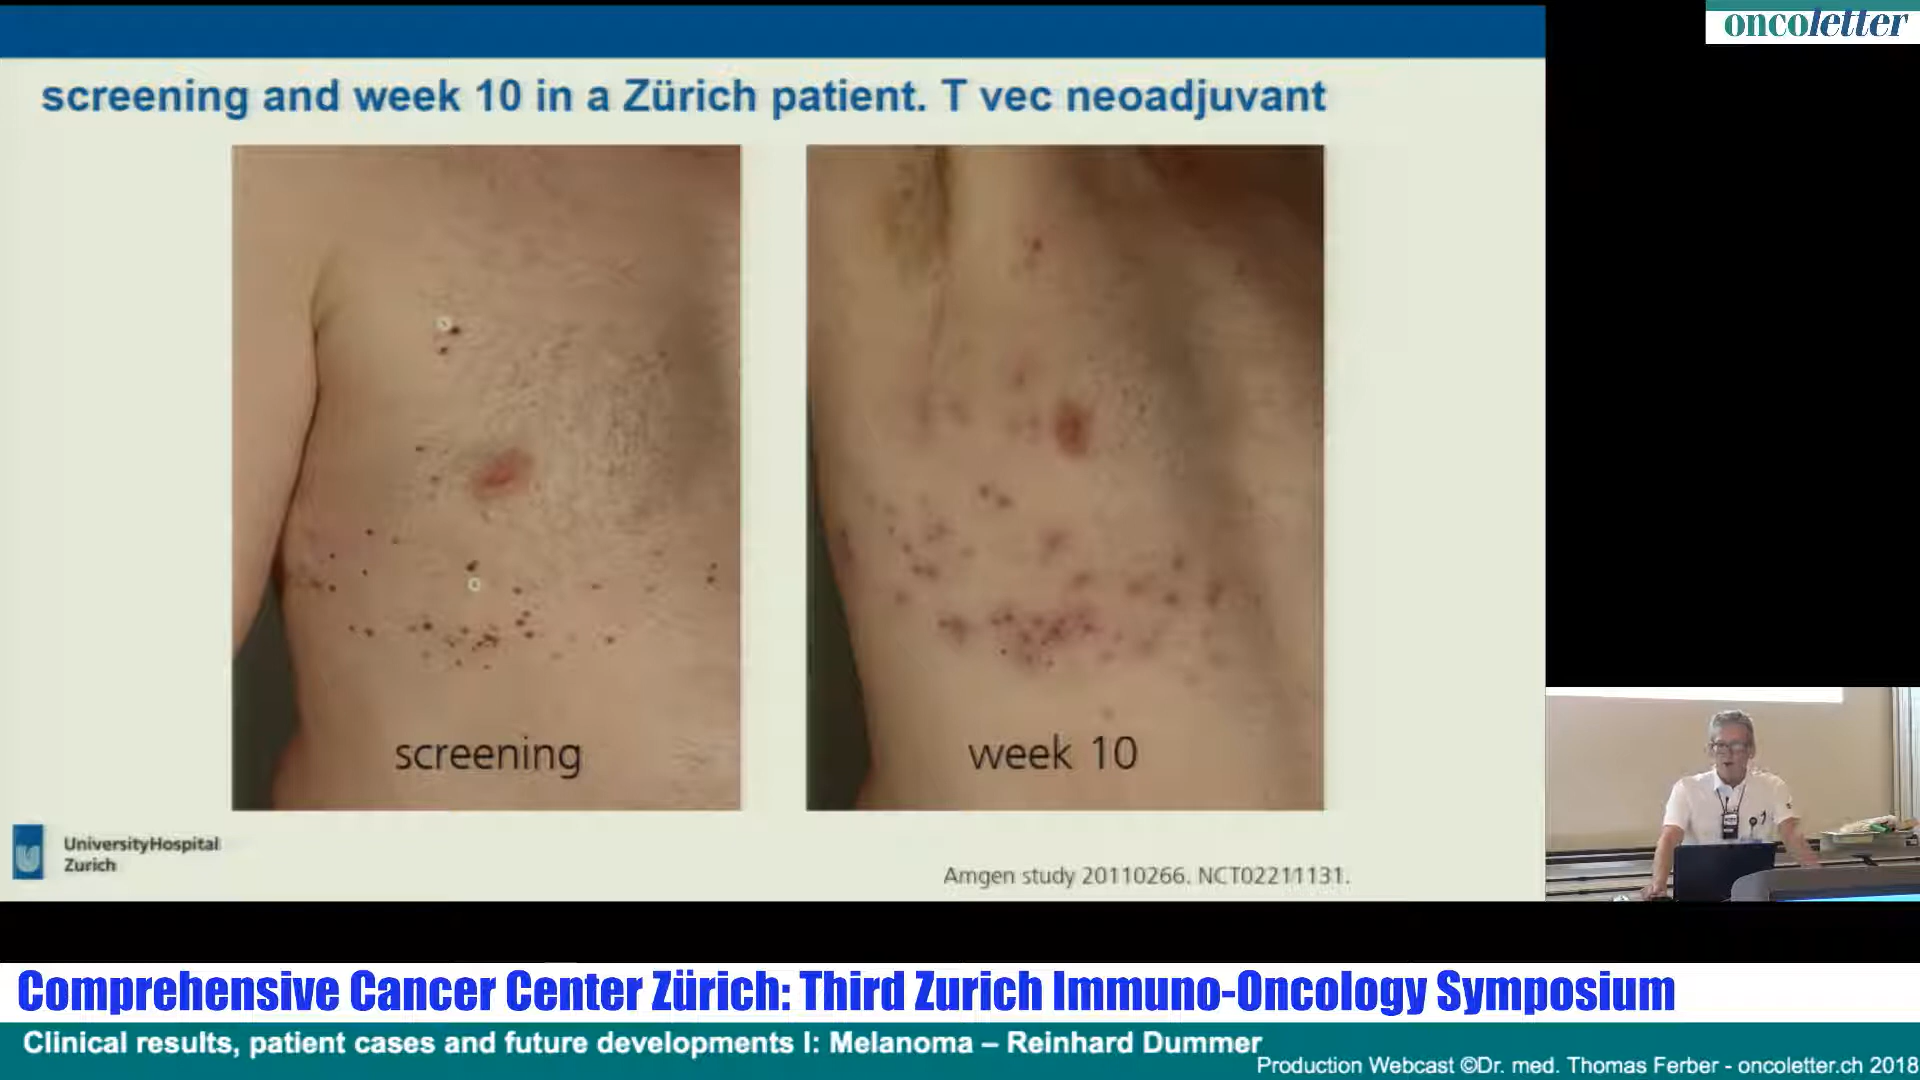 oncoletter
screening and week 10 in a Zürich patient. T vec neoadjuvant
screening
week 10
UniversityHospital
Zurich
Amgen study 20110266. NCT02211131.
Comprehensive Cancer Center Zürich: Third Zurich Immuno-Oncology Symposium
Clinical results, patient cases and future developments I: Melanoma – Reinhard Dummer
Production Webcast ©Dr. med. Thomas Ferber - oncoletter.ch 2018